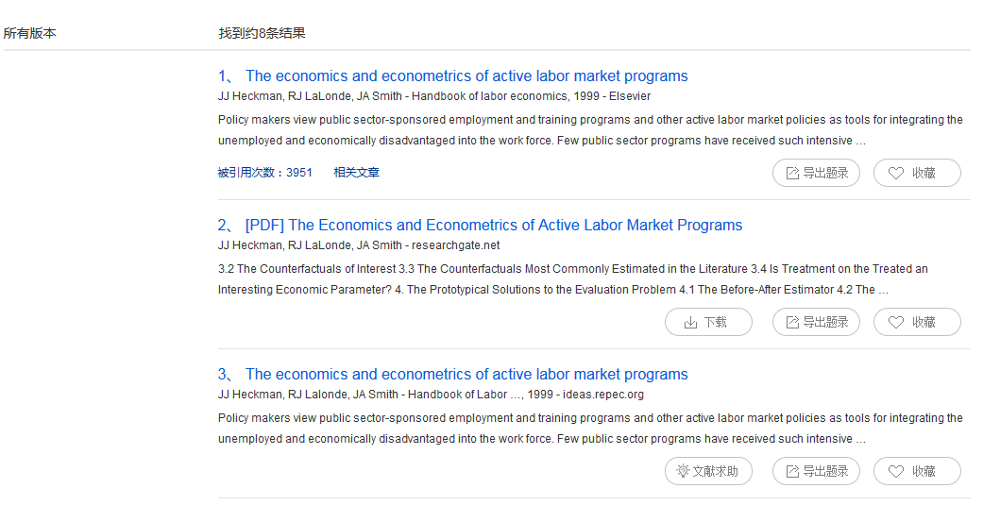 所有版本
找到约8条结果
1、 The economics and econometrics of active labor market programs
JJ Heckman, RJ LaLonde, JA Smith - Handbook of labor economics, 1999 - Elsevier
Policy makers view public sector-sponsored employment and training programs and other active labor market policies as tools for integrating the
unemployed and economically disadvantaged into the work force. Few public sector programs have received such intensive ...
被引用次数：3951 相关文章 导出题录 收藏
2、 [PDF] The Economics and Econometrics of Active Labor Market Programs
JJ Heckman, RJ LaLonde, JA Smith - researchgate.net
3.2 The Counterfactuals of Interest 3.3 The Counterfactuals Most Commonly Estimated in the Literature 3.4 Is Treatment on the Treated an
Interesting Economic Parameter? 4. The Prototypical Solutions to the Evaluation Problem 4.1 The Before-After Estimator 4.2 The ...
下载 导出题录 收藏
3、 The economics and econometrics of active labor market programs
JJ Heckman, RJ Lalonde, JA Smith - Handbook of Labor ..., 1999 - ideas.repec.org
Policy makers view public sector-sponsored employment and training programs and other active labor market policies as tools for integrating the
unemployed and economically disadvantaged into the work force. Few public sector programs have received such intensive ...
文献求助 导出题录 收藏